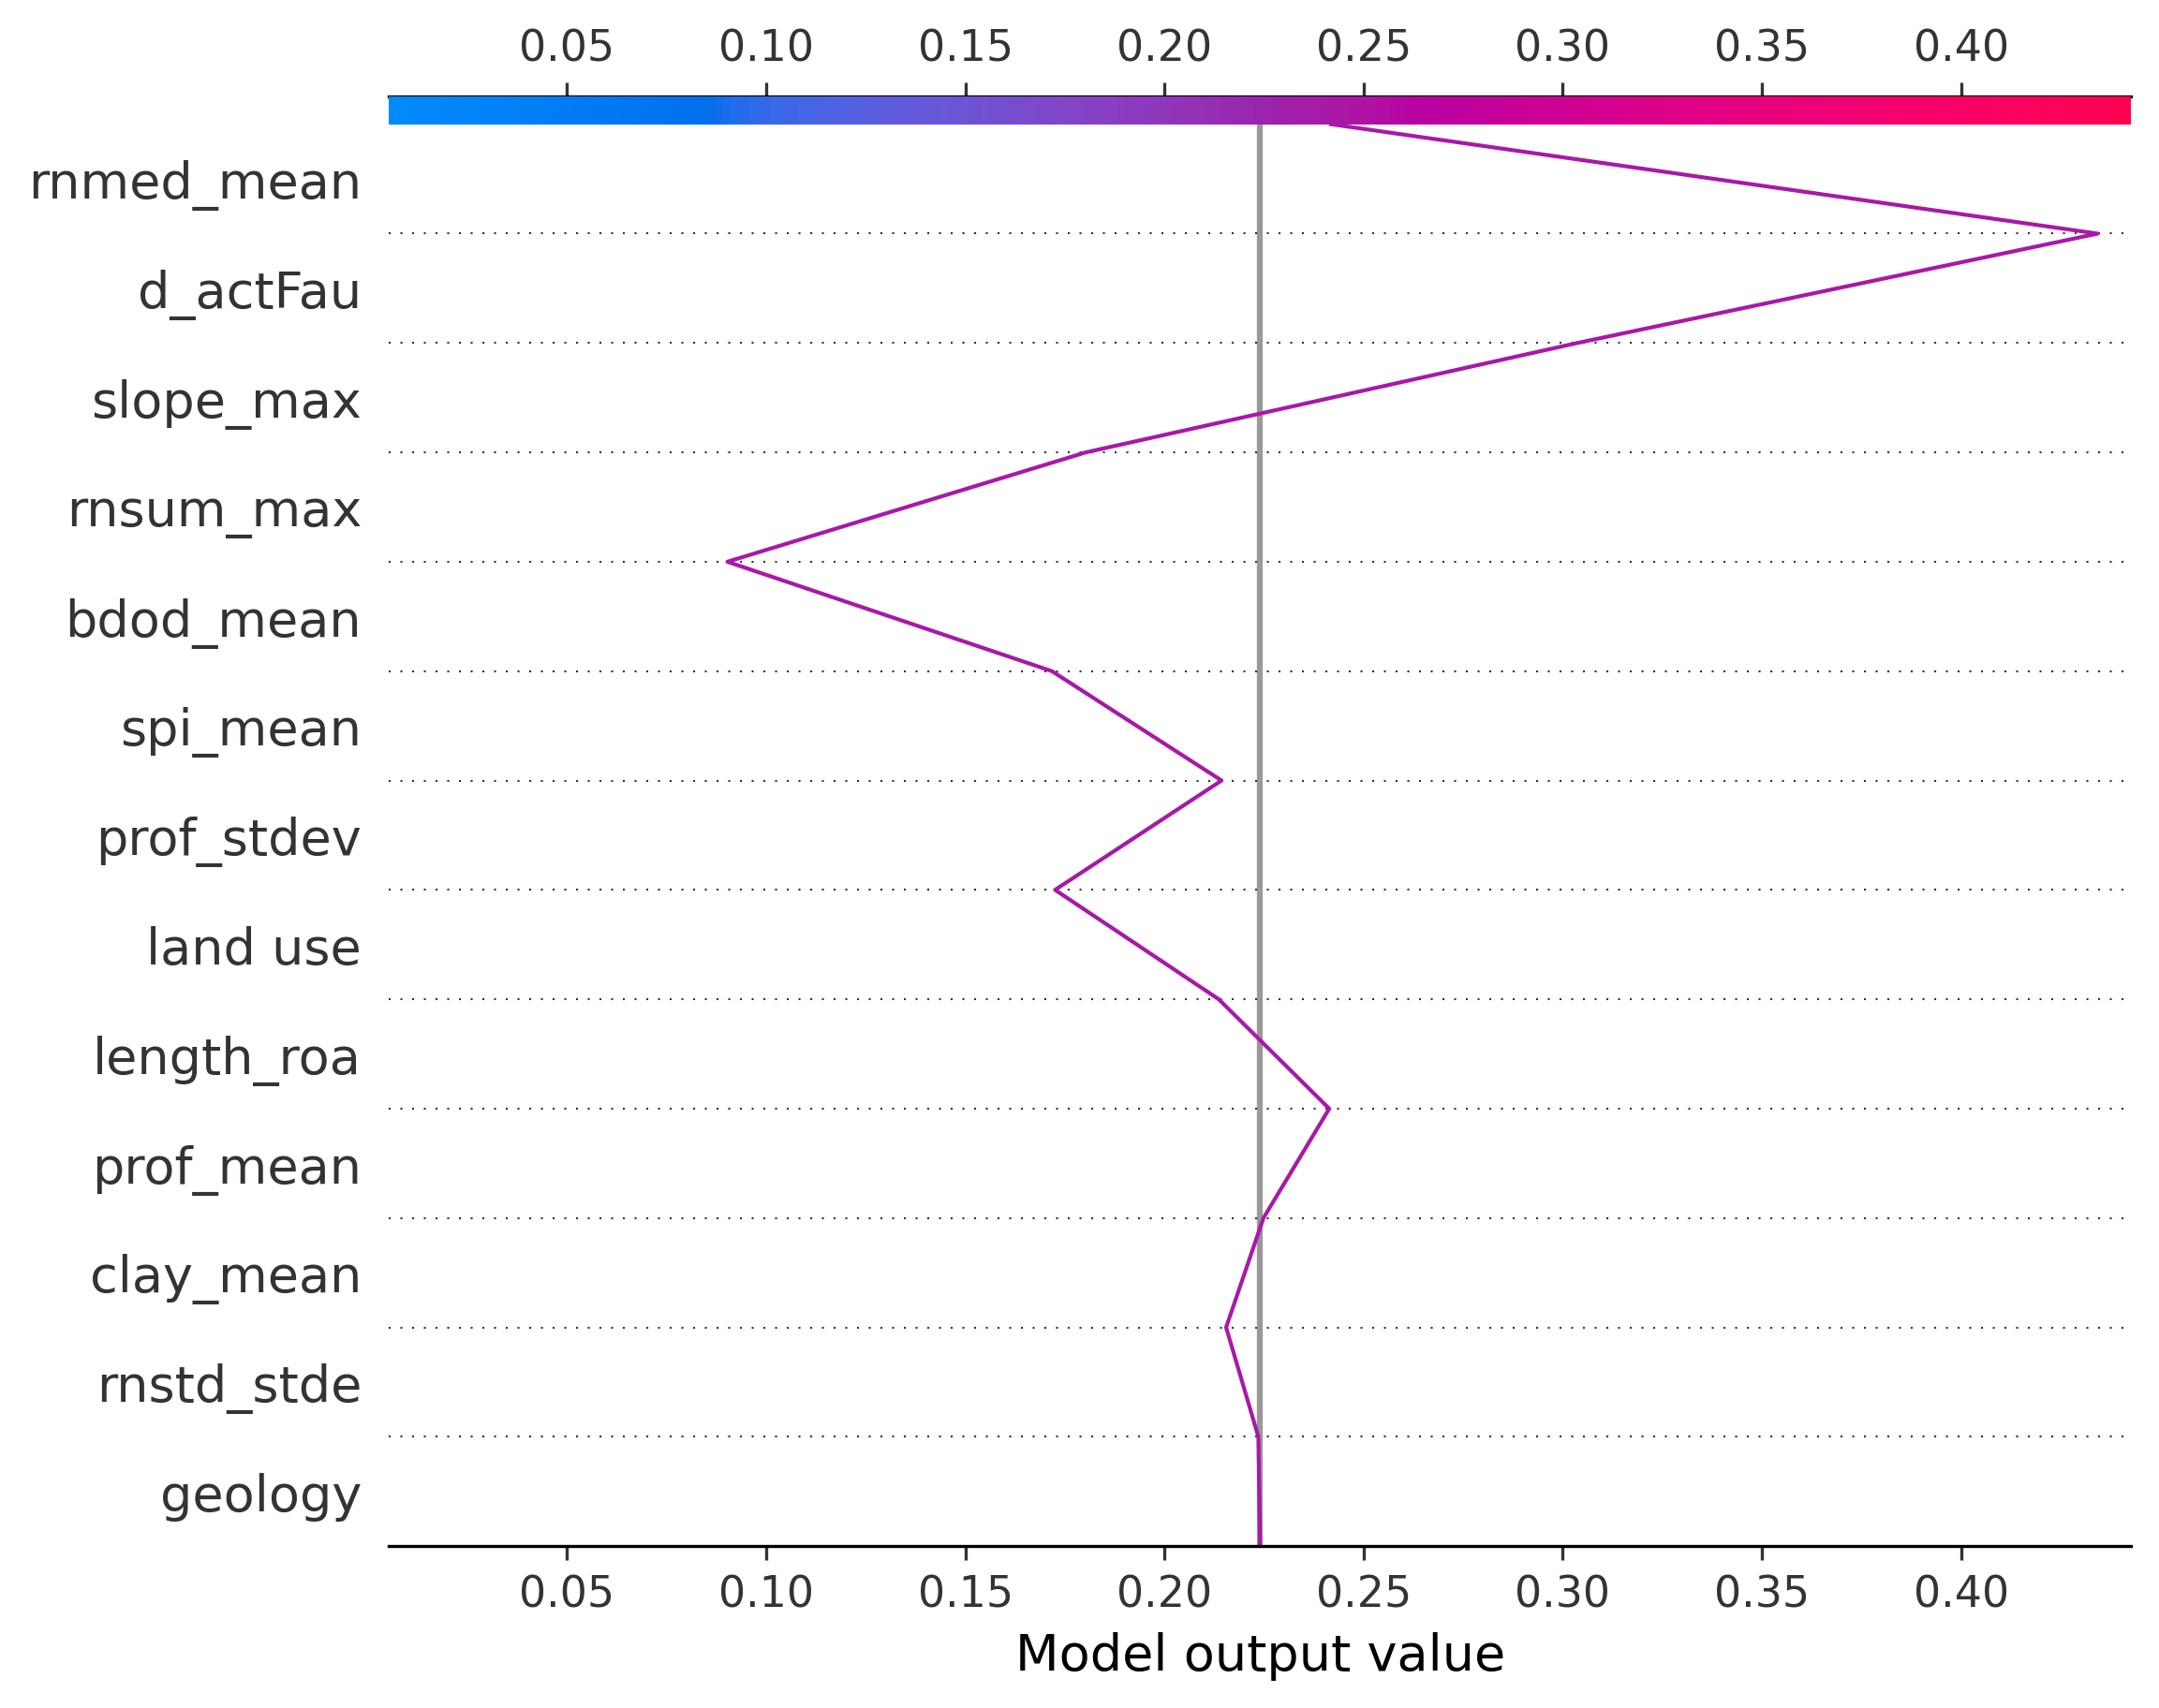 0.05 0.10 0.15 0.20 0.25 0.30 0.35 0.40
rnmed_mean
d_actFau
slope_max
rnsum_max
bdod_mean
spi_mean
prof_stdev
land use
length_roa
prof_mean
clay_mean
rnstd_stde
geology
0.05 0.10 0.15 0.20 0.25 0.30 0.35 0.40
Model output value